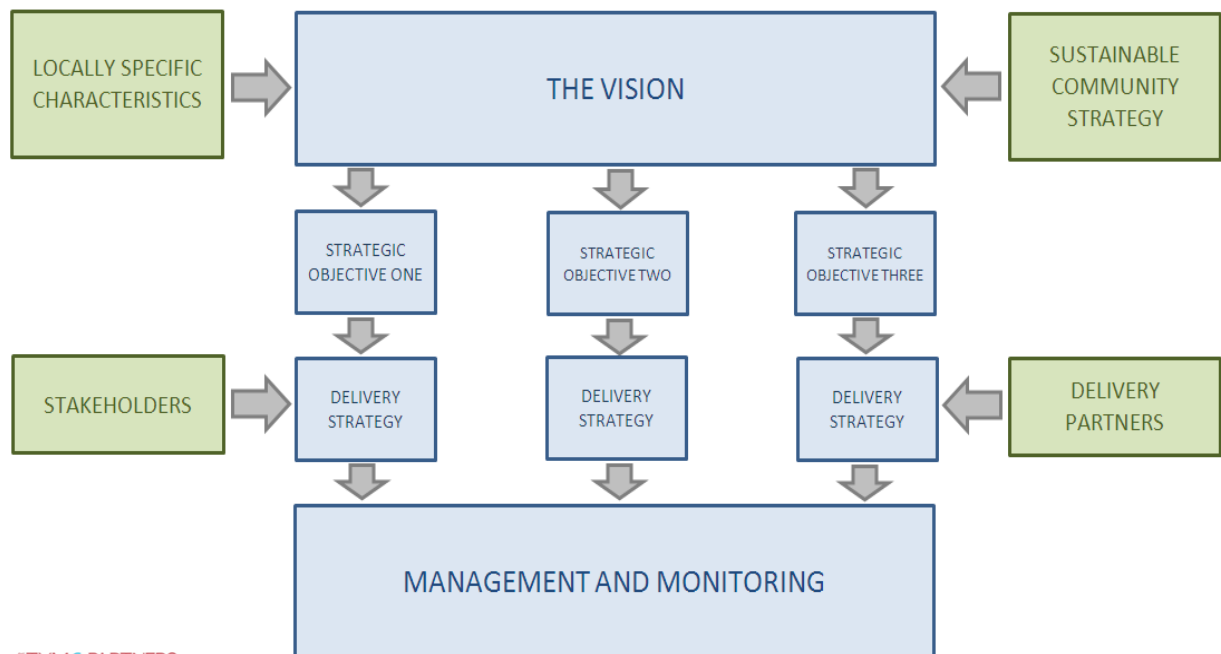 LOCALLY SPECIFIC
CHARACTERISTICS
THE VISION
SUSTAINABLE
COMMUNITY
STRATEGY
STRATEGIC
OBJECTIVE ONE
STRATEGIC
OBJECTIVE TWO
STRATEGIC
OBJECTIVE THREE
STAKEHOLDERS
DELIVERY
STRATEGY
DELIVERY
STRATEGY
DELIVERY
STRATEGY
DELIVERY
PARTNERS
MANAGEMENT AND MONITORING
PARTNERS